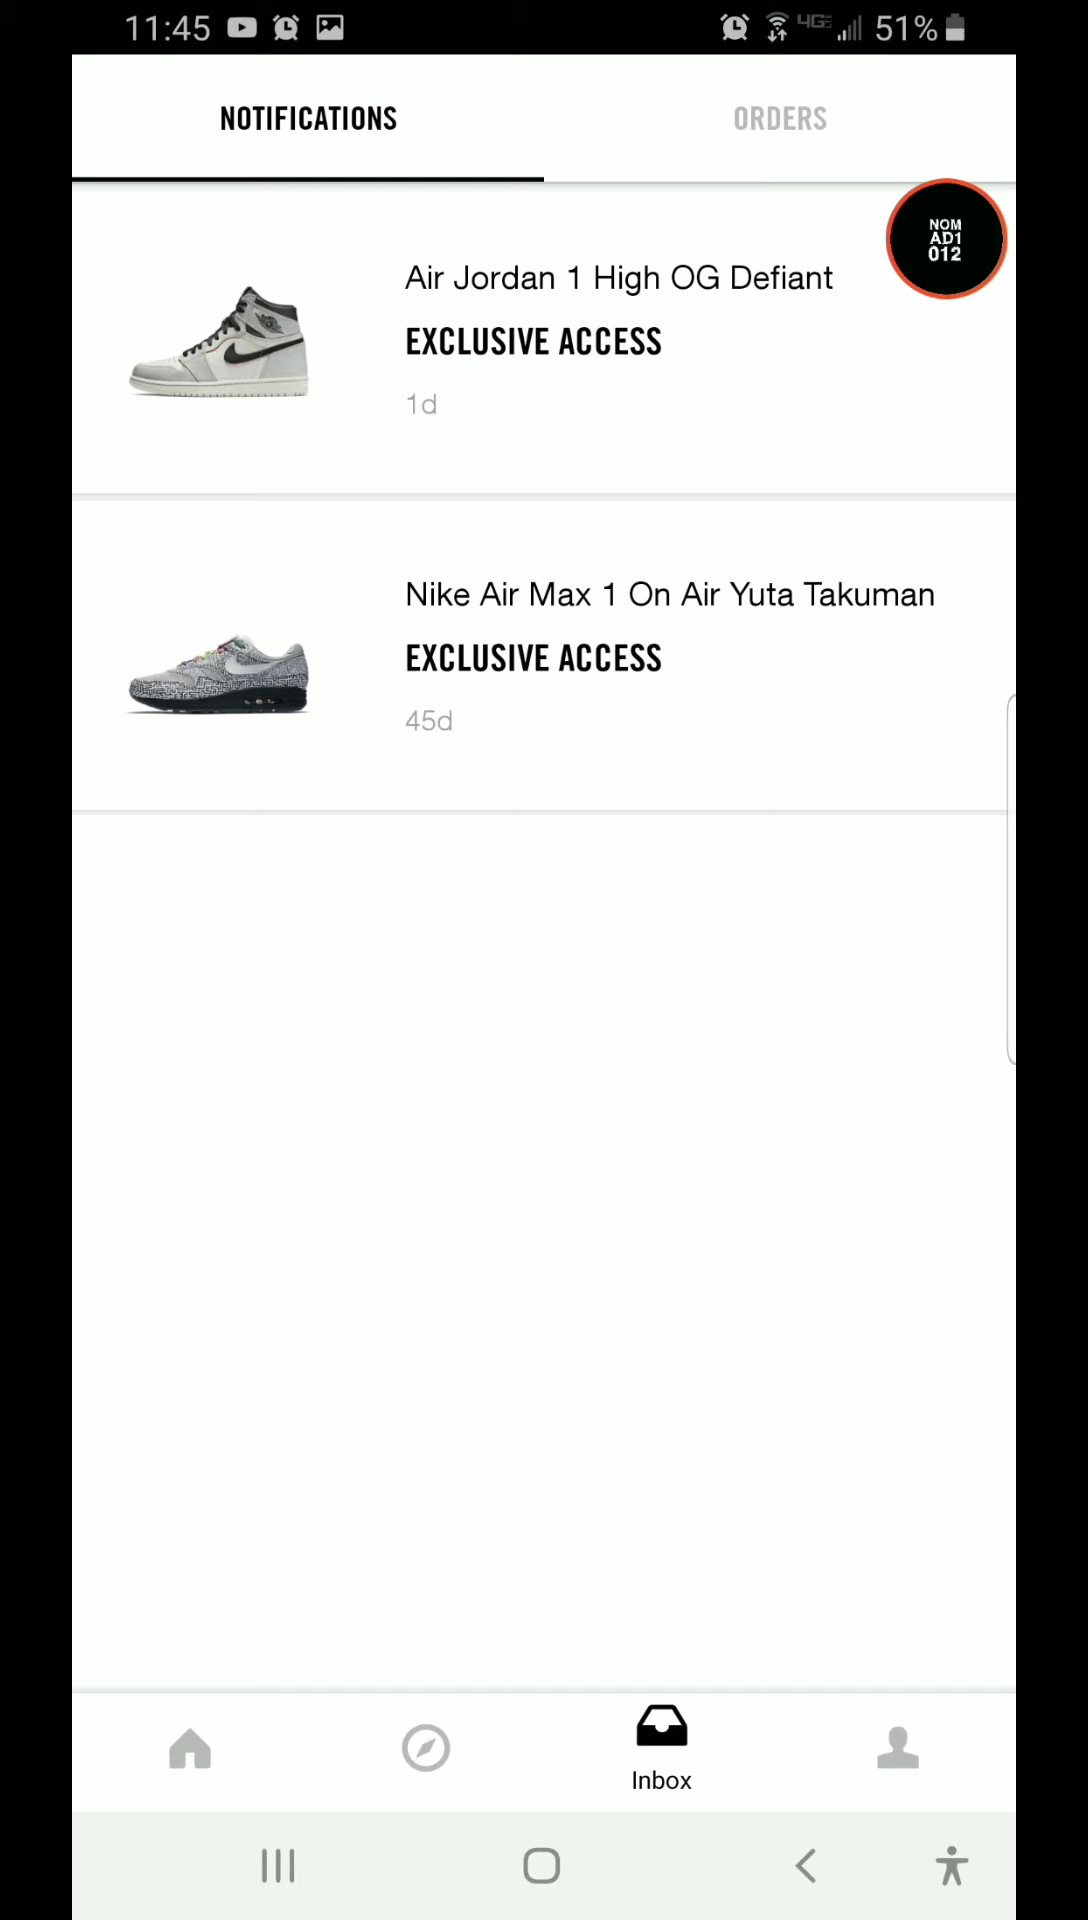 11:45
4GE 51%
NOTIFICATIONS
ORDERS
NOM
AD1
012
Air Jordan 1 High OG Defiant
EXCLUSIVE ACCESS
1d
Nike Air Max 1 On Air Yuta Takuman
EXCLUSIVE ACCESS
45d
Inbox